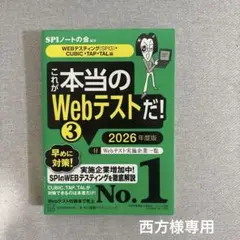 SPIノートの会 編著
WEBテスティング(SPI3)・
CUBIC・TAP・TAL編
これが
本当の
Webテストだ!
3
2026年度版
付 Webテスト実施企業一覧
早めに
対策!
実施企業増加中!
SPIのWEBテスティングを徹底解説
CUBIC、TAP、TALが
対策できるのは本書だけ!
No.1
西方様専用